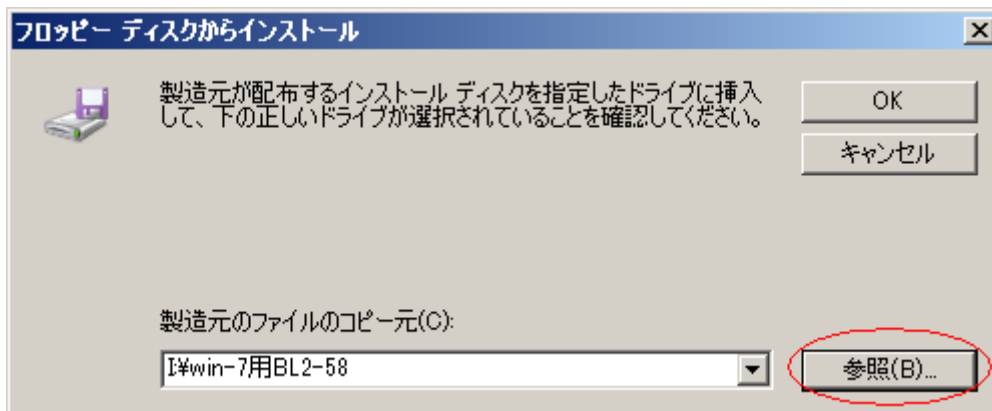 フロッピー ディスクからインストール
製造元が配布するインストール ディスクを指定したドライブに挿入
して、下の正しいドライブが選択されていることを確認してください。
OK
キャンセル
製造元のファイルのコピー元(C):
I:¥win-7用BL2-58
参照(B)...